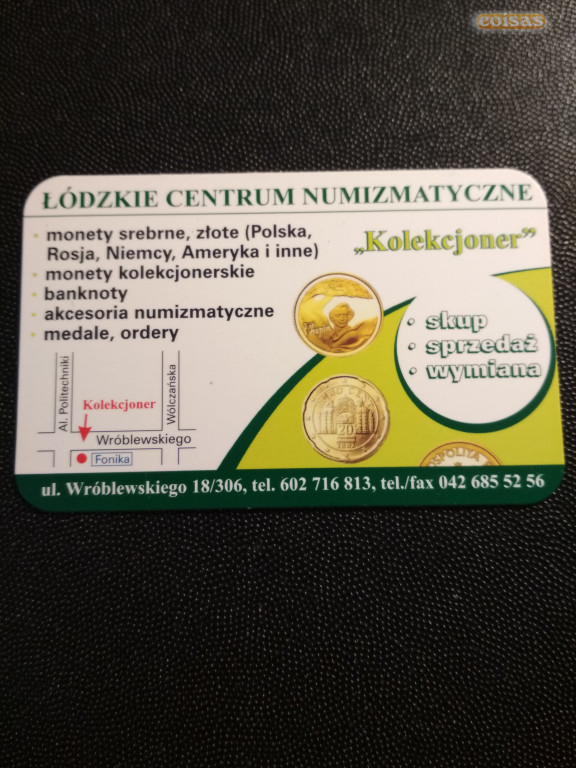 coisas
ŁÓDZKIE CENTRUM NUMIZMATYCZNE
monety srebrne, złote (Polska,
Rosja, Niemcy, Ameryka i inne)
monety kolekcjonerskie
banknoty
akcesoria numizmatyczne
medale, ordery
„Kolekcjoner”
• skup
• sprzedaż
• wymiana
Al. Politechniki
Kolekcjoner
Wólczańska
Wróblewskiego
Fonika
20
ul. Wróblewskiego 18/306, tel. 602 716 813, tel./fax 042 685 52 56